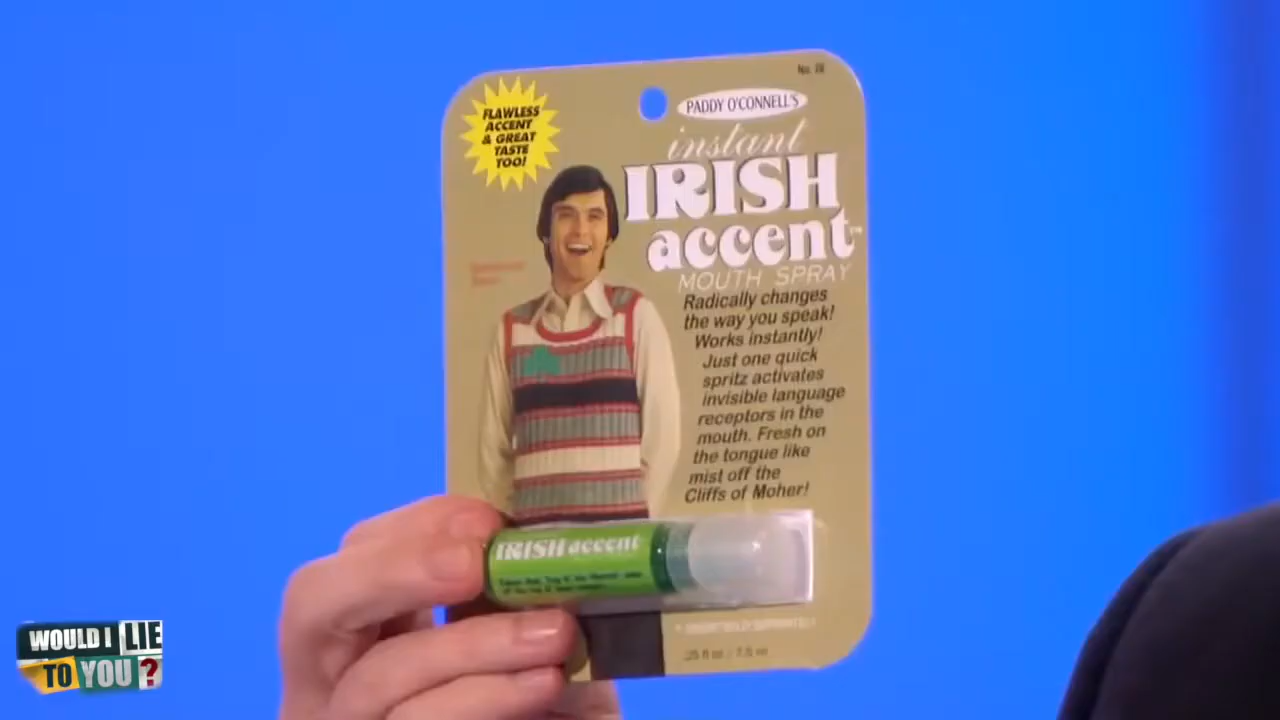 No. 28
FLAWLESS
ACCENT
& GREAT
TASTE
TOO!
PADDY O'CONNELL'S
instant
IRISH
accent™
MOUTH SPRAY
Radically changes
the way you speak!
Works instantly!
Just one quick
spritz activates
invisible language
receptors in the
mouth. Fresh on
the tongue like
mist off the
Cliffs of Moher!
IRISH accent
.25 fl oz / 7.5 ml
WOULD I LIE
TO YOU?